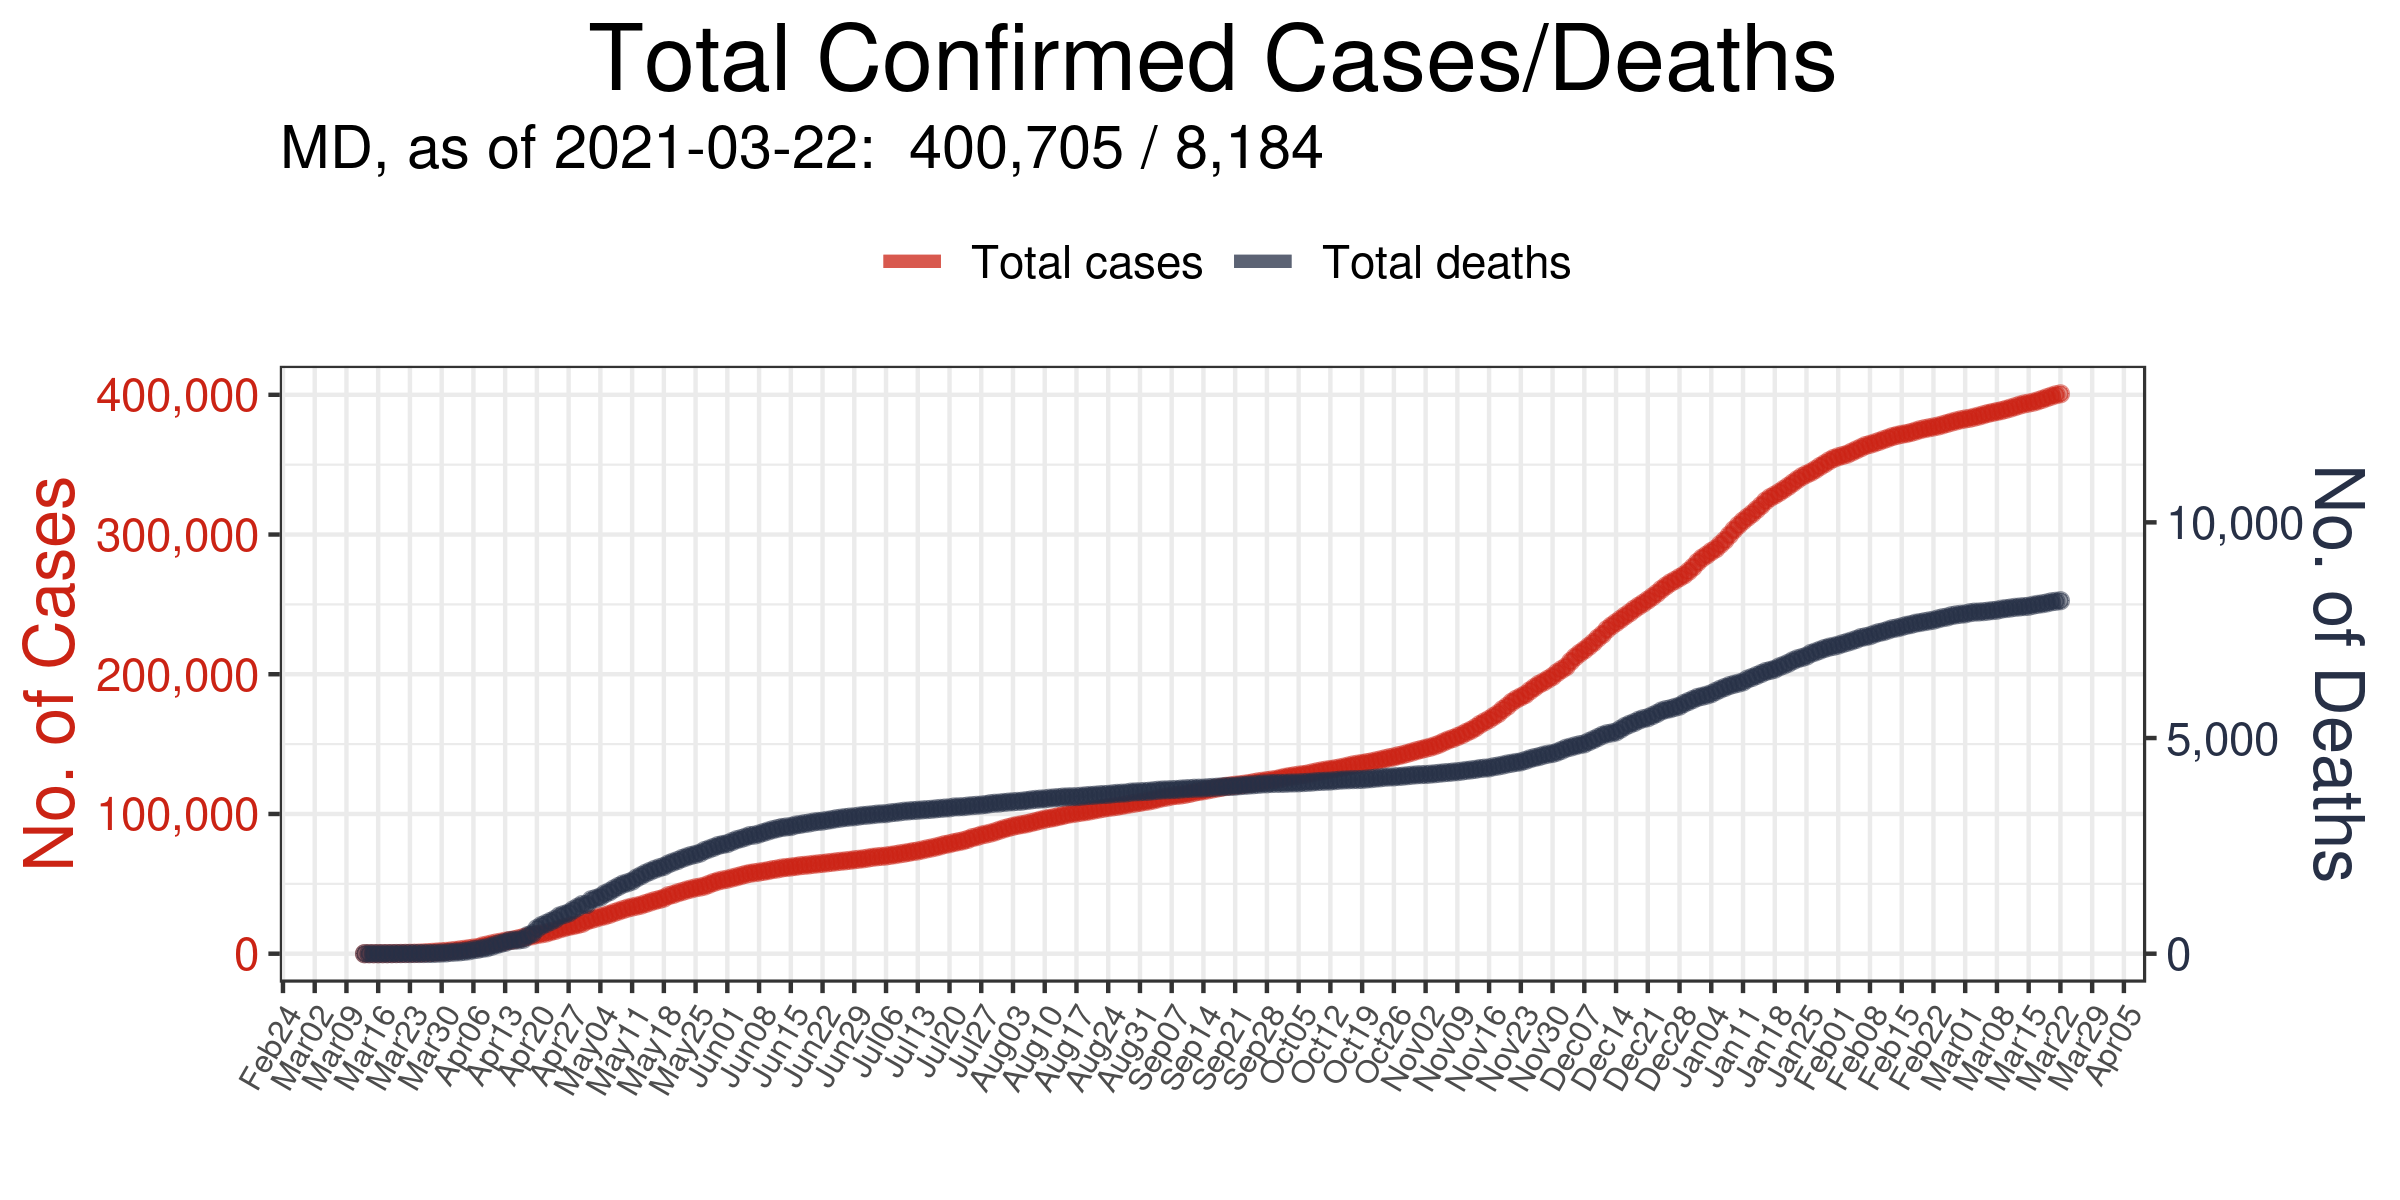 Total Confirmed Cases/Deaths
MD, as of 2021-03-22:  400,705 / 8,184
Total cases
Total deaths
No. of Cases
400,000
300,000
200,000
100,000
0
10,000
5,000
0
No. of Deaths
Feb24
Mar02
Mar09
Mar16
Mar23
Mar30
Apr06
Apr13
Apr20
Apr27
May04
May11
May18
May25
Jun01
Jun08
Jun15
Jun22
Jun29
Jul06
Jul13
Jul20
Jul27
Aug03
Aug10
Aug17
Aug24
Aug31
Sep07
Sep14
Sep21
Sep28
Oct05
Oct12
Oct19
Oct26
Nov02
Nov09
Nov16
Nov23
Nov30
Dec07
Dec14
Dec21
Dec28
Jan04
Jan11
Jan18
Jan25
Feb01
Feb08
Feb15
Feb22
Mar01
Mar08
Mar15
Mar22
Mar29
Apr05